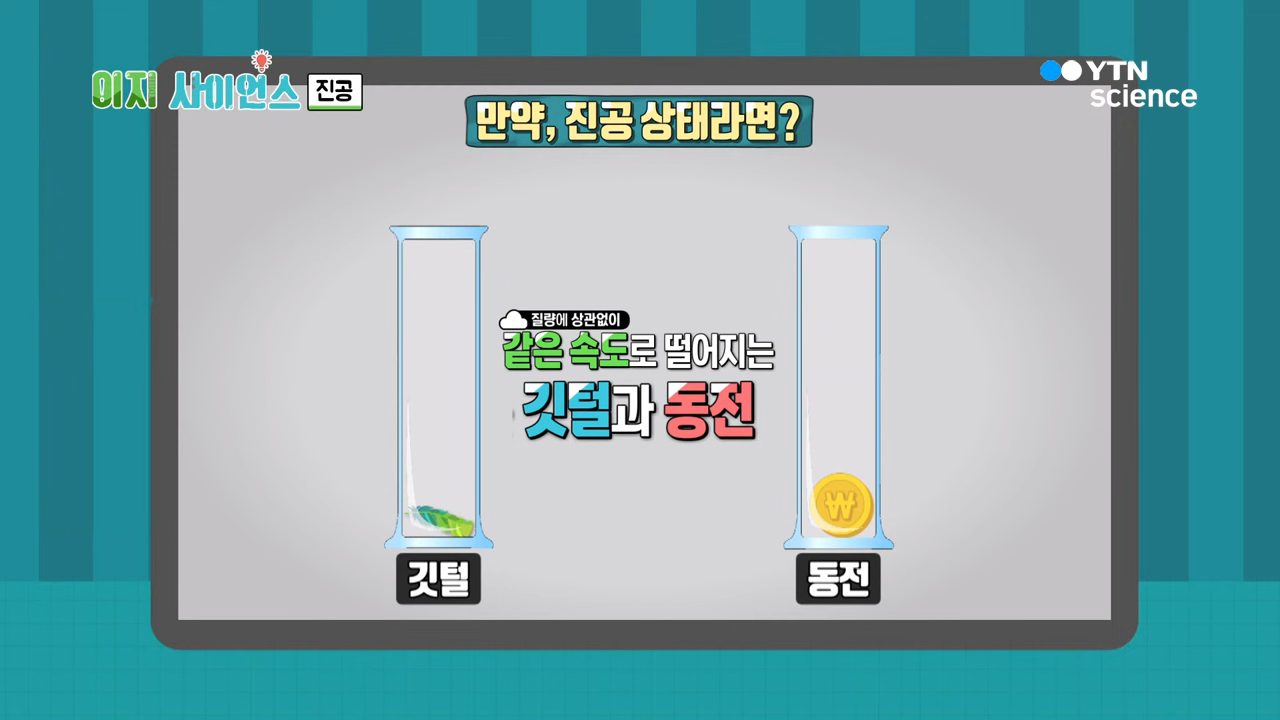 이지 사이언스 진공
YTN
science
만약, 진공 상태라면?
질량에 상관없이
같은 속도로 떨어지는
깃털과 동전
₩
깃털
동전